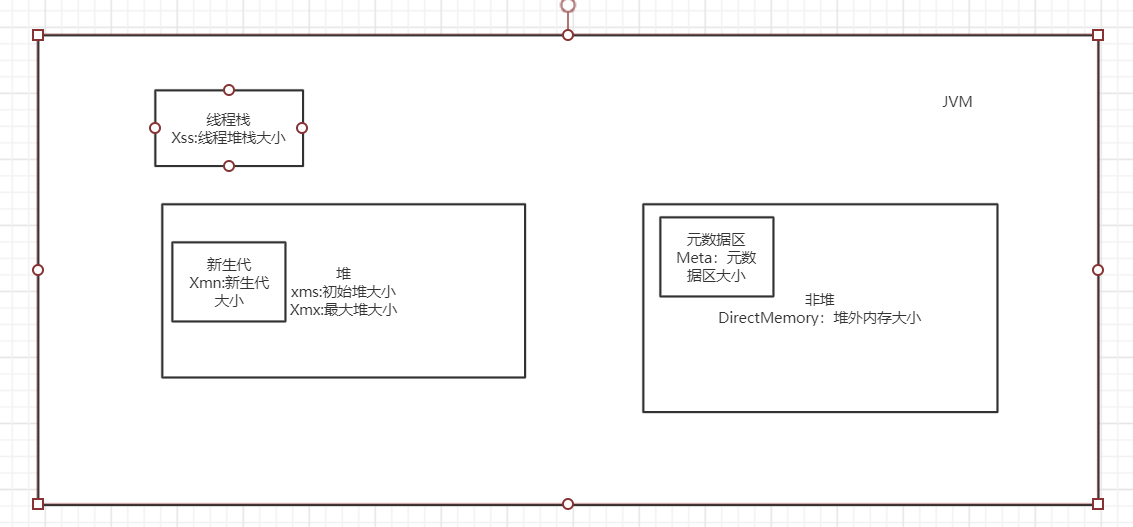 JVM
线程栈
Xss:线程堆栈大小
新生代
Xmn:新生代
大小
堆
xms:初始堆大小
Xmx:最大堆大小
元数据区
Meta：元数
据区大小
非堆
DirectMemory：堆外内存大小